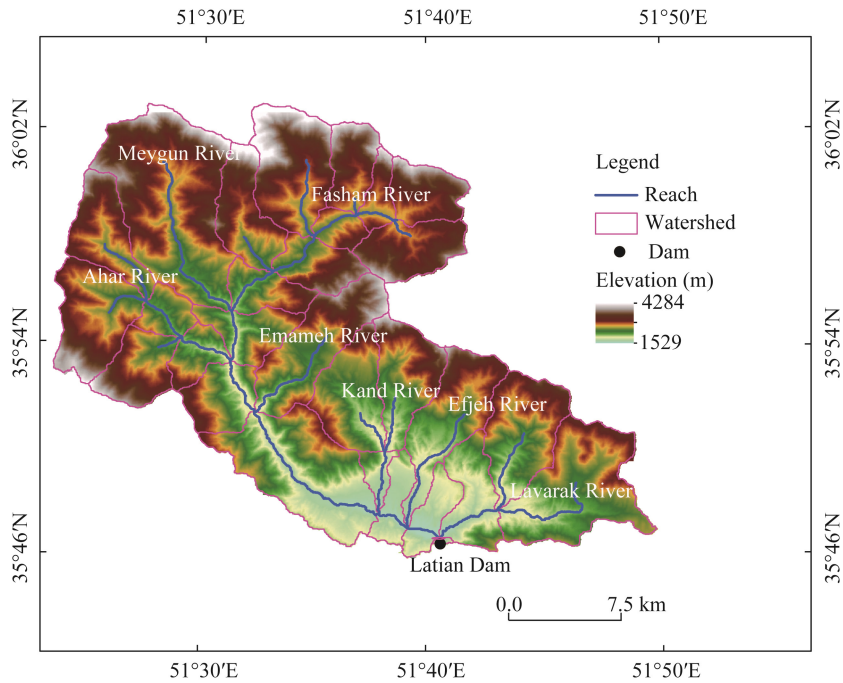 51°30′E 51°40′E 51°50′E
36°02′N 36°02′N
Meygun River
Legend
Fasham River
Reach
Watershed
Dam
Ahar River
Elevation (m)
4284
Emameh River
35°54′N 1529 35°54′N
Kand River
Efjeh River
Lavarak River
35°46′N 35°46′N
Latian Dam
0.0 7.5 km
51°30′E 51°40′E 51°50′E